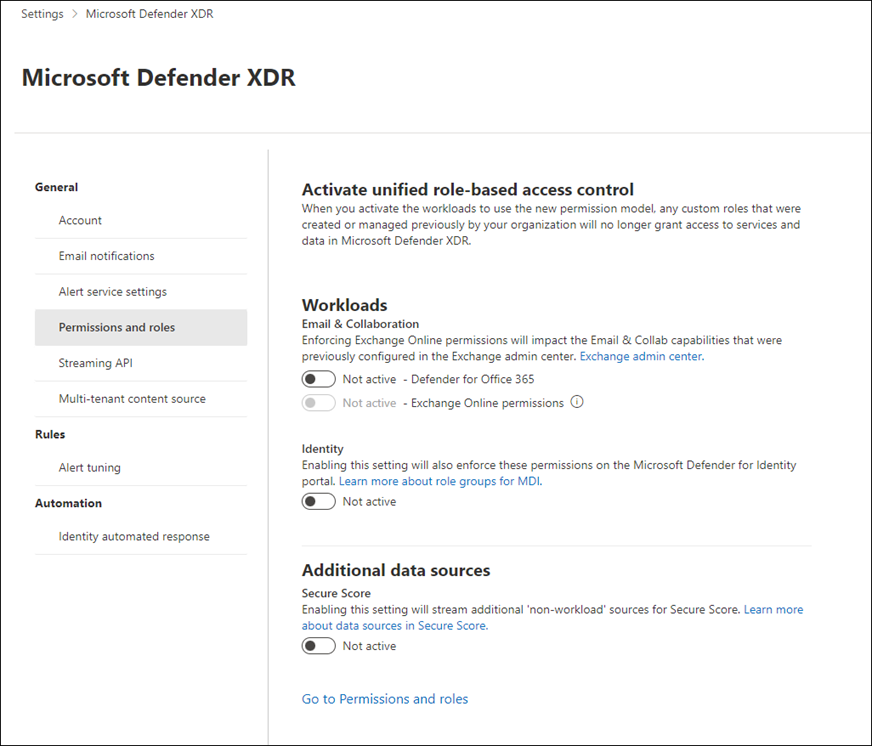 Settings > Microsoft Defender XDR
Microsoft Defender XDR
General
Account
Email notifications
Alert service settings
Permissions and roles
Streaming API
Multi-tenant content source
Rules
Alert tuning
Automation
Identity automated response
Activate unified role-based access control
When you activate the workloads to use the new permission model, any custom roles that were
created or managed previously by your organization will no longer grant access to services and
data in Microsoft Defender XDR.
Workloads
Email & Collaboration
Enforcing Exchange Online permissions will impact the Email & Collab capabilities that were
previously configured in the Exchange admin center. Exchange admin center.
Not active - Defender for Office 365
Not active - Exchange Online permissions
Identity
Enabling this setting will also enforce these permissions on the Microsoft Defender for Identity
portal. Learn more about role groups for MDI.
Not active
Additional data sources
Secure Score
Enabling this setting will stream additional 'non-workload' sources for Secure Score. Learn more
about data sources in Secure Score.
Not active
Go to Permissions and roles